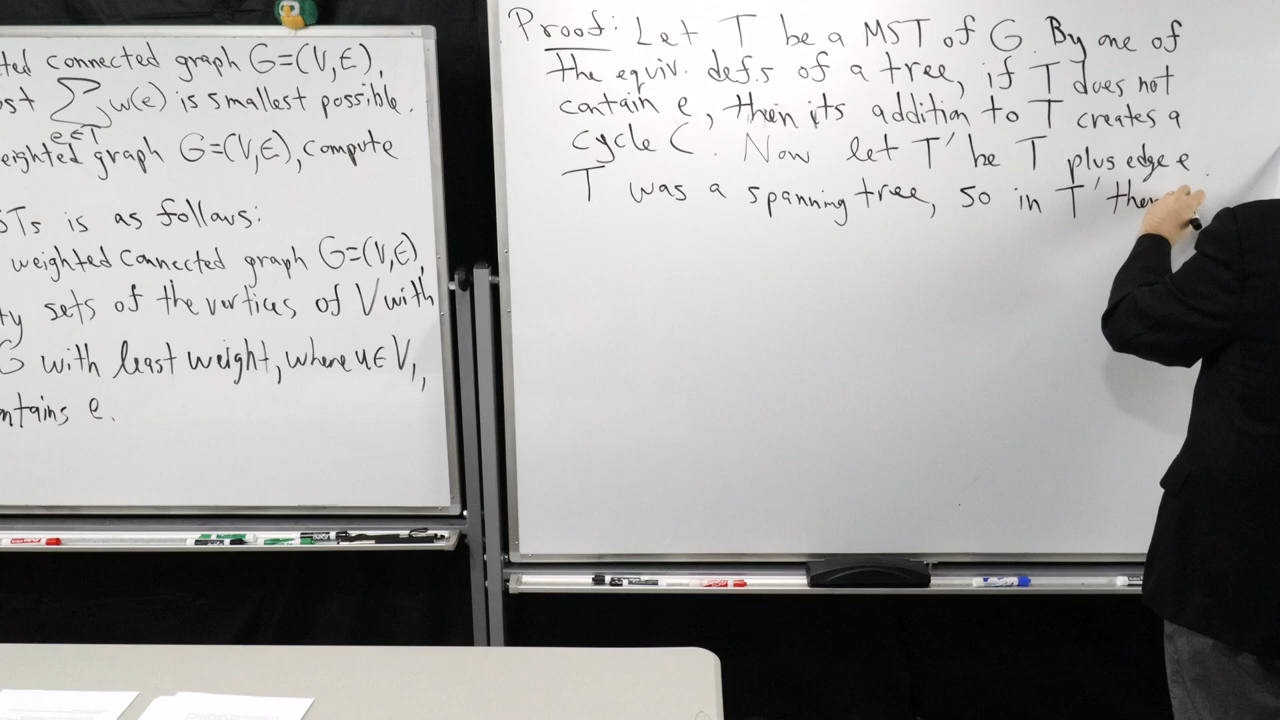 ted connected graph G=(V,E),
ost ∑ w(e) is smallest possible.
e∈T
eighted graph G=(V,E), compute
STs is as follows:
weighted connected graph G=(V,E),
ty sets of the vertices of V with
G with least weight, where u∈V₁,
ntains e.
Proof: Let T be a MST of G. By one of
the equiv. defs of a tree, if T does not
contain e, then its addition to T creates a
cycle C. Now let T' be T plus edge e.
T was a spanning tree, so in T' ther